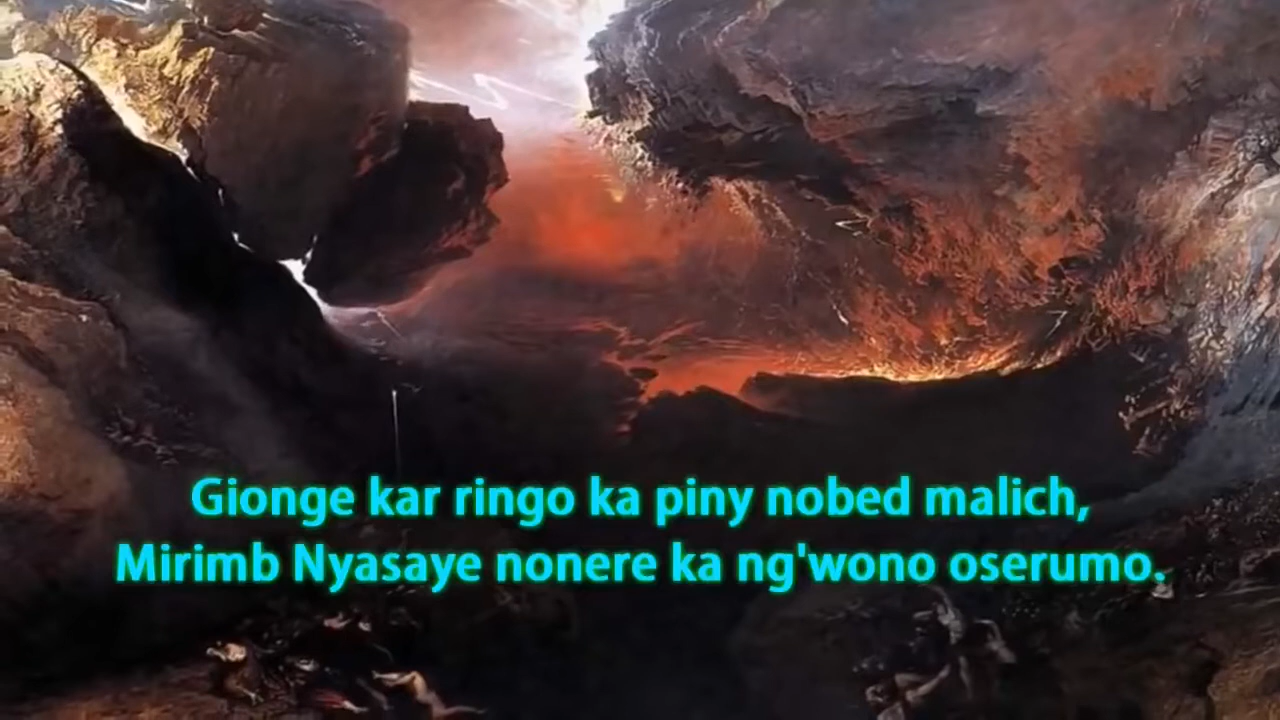 Gionge kar ringo ka piny nobed malich,
Mirimb Nyasaye nonere ka ng'wono oserumo.